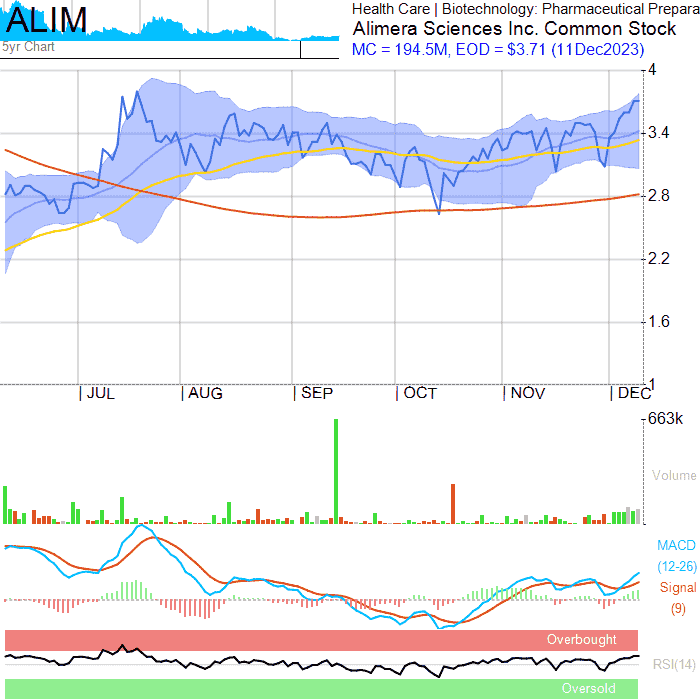 ALIM
5yr Chart
Health Care | Biotechnology: Pharmaceutical Prepara
Alimera Sciences Inc. Common Stock
MC = 194.5M, EOD = $3.71 (11Dec2023)
4
3.4
2.8
2.2
1.6
1
JUL
AUG
SEP
OCT
NOV
DEC
663k
Volume
MACD
(12-26)
Signal
(9)
Overbought
RSI(14)
Oversold